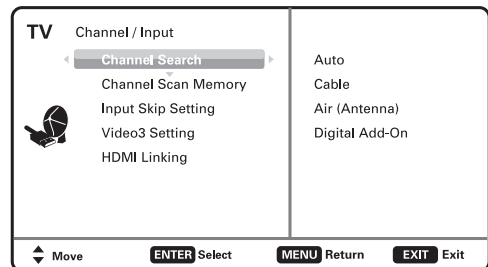 TV Channel / Input
Channel Search
Channel Scan Memory
Input Skip Setting
Video3 Setting
HDMI Linking
Auto
Cable
Air (Antenna)
Digital Add-On
Move ENTER Select MENU Return EXIT Exit